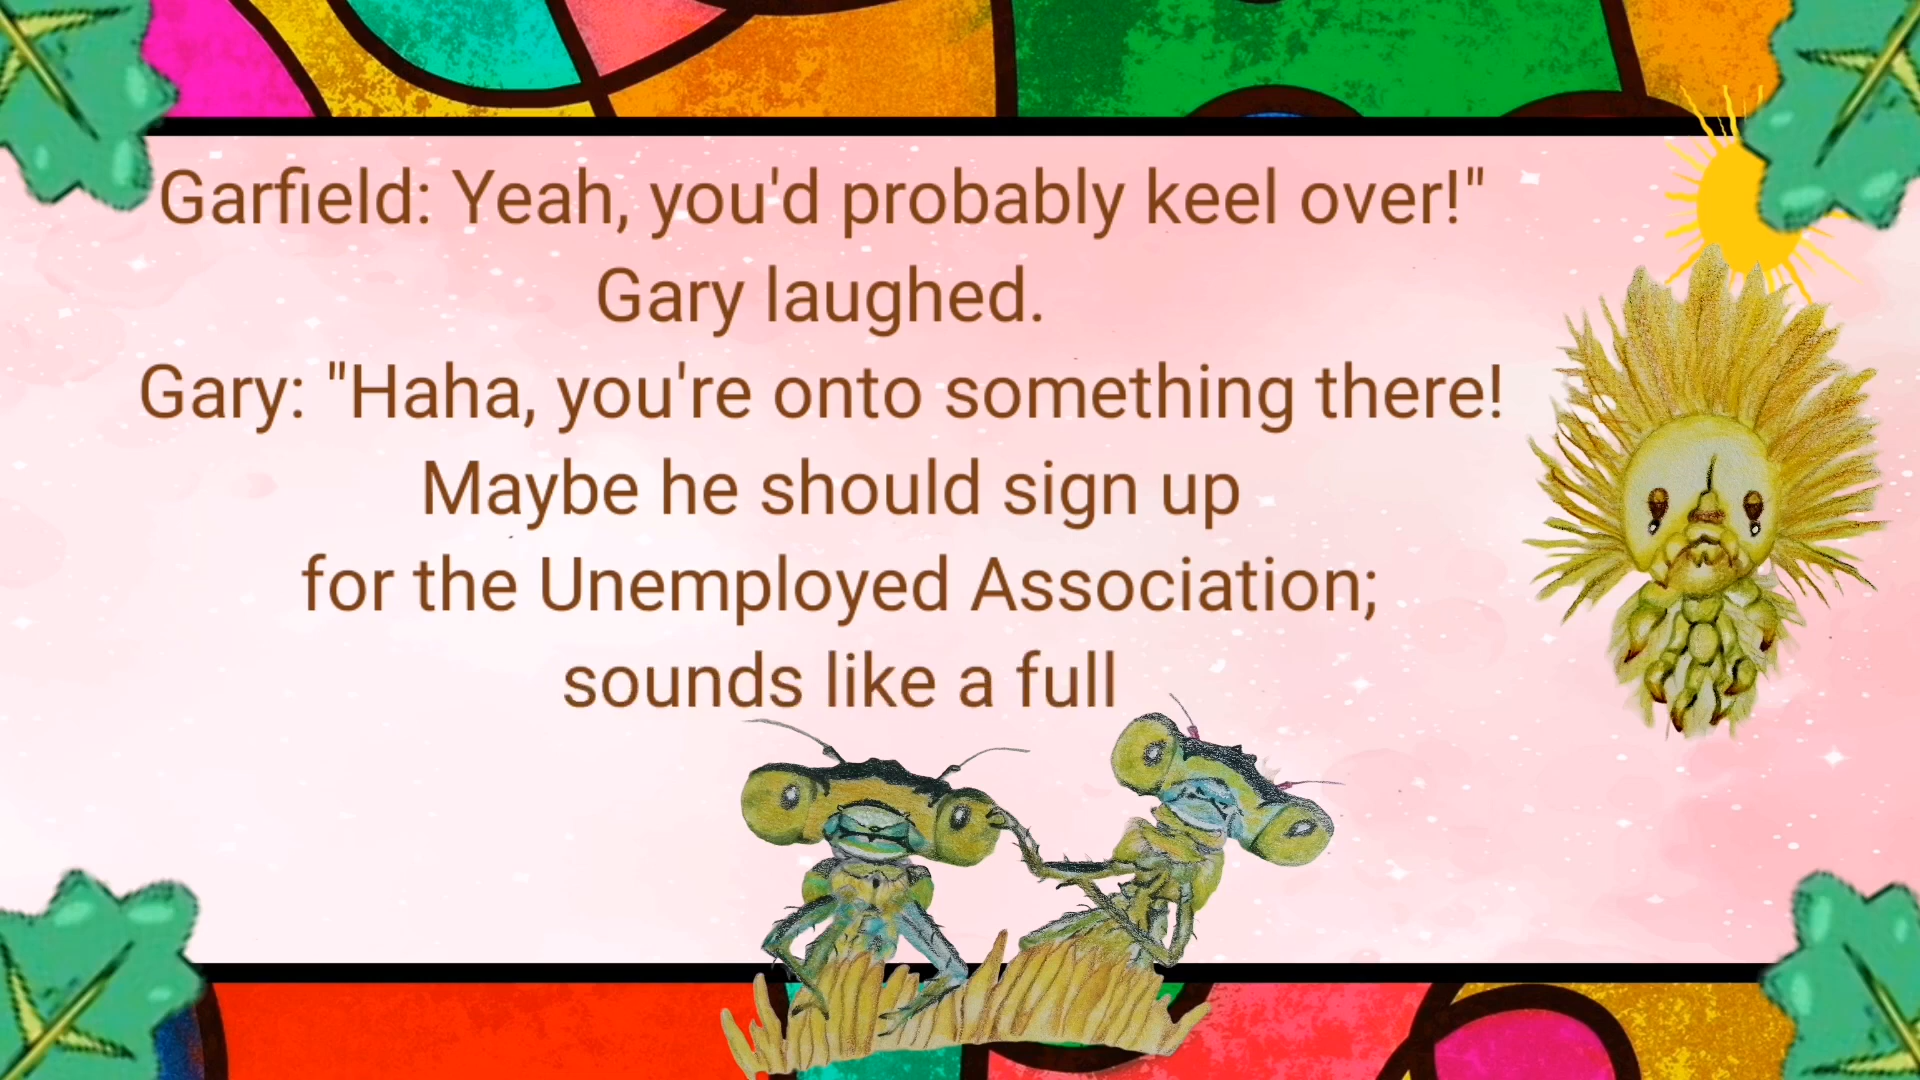 Garfield: Yeah, you'd probably keel over!"
Gary laughed.
Gary: "Haha, you're onto something there!
Maybe he should sign up
for the Unemployed Association;
sounds like a full